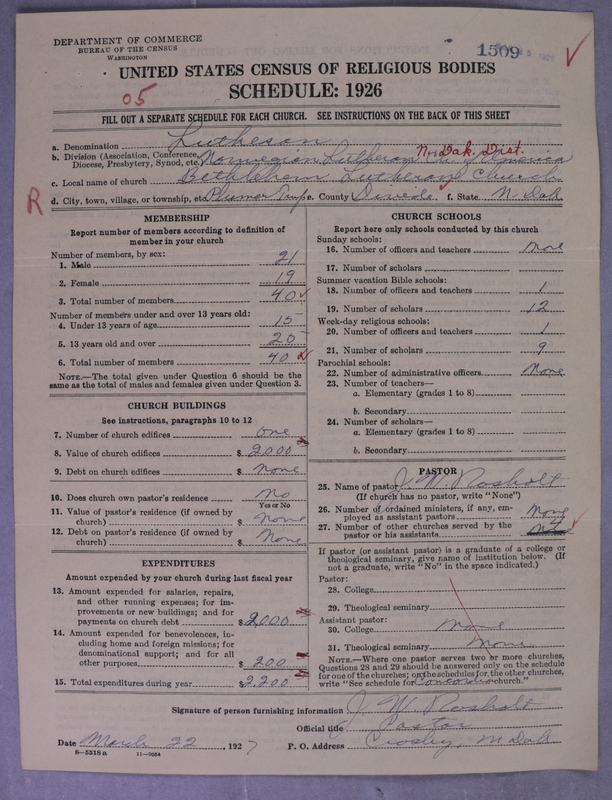 DEPARTMENT OF COMMERCE
BUREAU OF THE CENSUS
WASHINGTON
1509
UNITED STATES CENSUS OF RELIGIOUS BODIES
SCHEDULE: 1926
05
FILL OUT A SEPARATE SCHEDULE FOR EACH CHURCH. SEE INSTRUCTIONS ON THE BACK OF THIS SHEET
a. Denomination Lutheran
N. Dak. Dist.
b. Division (Association, Conference, Diocese, Presbytery, Synod, etc.) Norwegian Lutheran Ch. of America
c. Local name of church Bethlehem Lutheran Church
R
d. City, town, village, or township, etc. Plumer Twp e. County Divide f. State N. Dak
MEMBERSHIP
Report number of members according to definition of
member in your church
Number of members, by sex:
1. Male 21
2. Female 19
3. Total number of members 40
Number of members under and over 13 years old:
4. Under 13 years of age 15
5. 13 years old and over 25
6. Total number of members 40
NOTE.—The total given under Question 6 should be the
same as the total of males and females given under Question 3.
CHURCH BUILDINGS
See instructions, paragraphs 10 to 12
7. Number of church edifices one
8. Value of church edifices $ 2000
9. Debt on church edifices $ None
10. Does church own pastor's residence No
Yes or No
11. Value of pastor's residence (if owned by
church) $ None
12. Debt on pastor's residence (if owned by
church) $ None
EXPENDITURES
Amount expended by your church during last fiscal year
13. Amount expended for salaries, repairs,
and other running expenses; for im-
provements or new buildings; and for
payments on church debt $ 2,000
14. Amount expended for benevolences, in-
cluding home and foreign missions; for
denominational support; and for all
other purposes $ 200
15. Total expenditures during year $ 2,200
CHURCH SCHOOLS
Report here only schools conducted by this church
Sunday schools:
16. Number of officers and teachers None
17. Number of scholars
Summer vacation Bible schools:
18. Number of officers and teachers 1
19. Number of scholars 12
Week-day religious schools:
20. Number of officers and teachers 1
21. Number of scholars 9
Parochial schools:
22. Number of administrative officers None
23. Number of teachers—
a. Elementary (grades 1 to 8)
b. Secondary
24. Number of scholars—
a. Elementary (grades 1 to 8)
b. Secondary
PASTOR
25. Name of pastor J. W. Rosholt
(If church has no pastor, write "None")
26. Number of ordained ministers, if any, em-
ployed as assistant pastors None
27. Number of other churches served by the
pastor or his assistants 4
If pastor (or assistant pastor) is a graduate of a college or
theological seminary, give name of institution below. (If
not a graduate, write "No" in the space indicated.)
Pastor:
28. College
29. Theological seminary
Assistant pastor:
30. College None
31. Theological seminary None
NOTE.—Where one pastor serves two or more churches,
Questions 28 and 29 should be answered only on the schedule
for one of the churches; on the schedules for the other churches,
write "See schedule for Concordia church."
Signature of person furnishing information J. W. Rosholt
Official title Pastor
Date March 22, 1927 P. O. Address Crosby, N Dak
8—5318a 11—9084